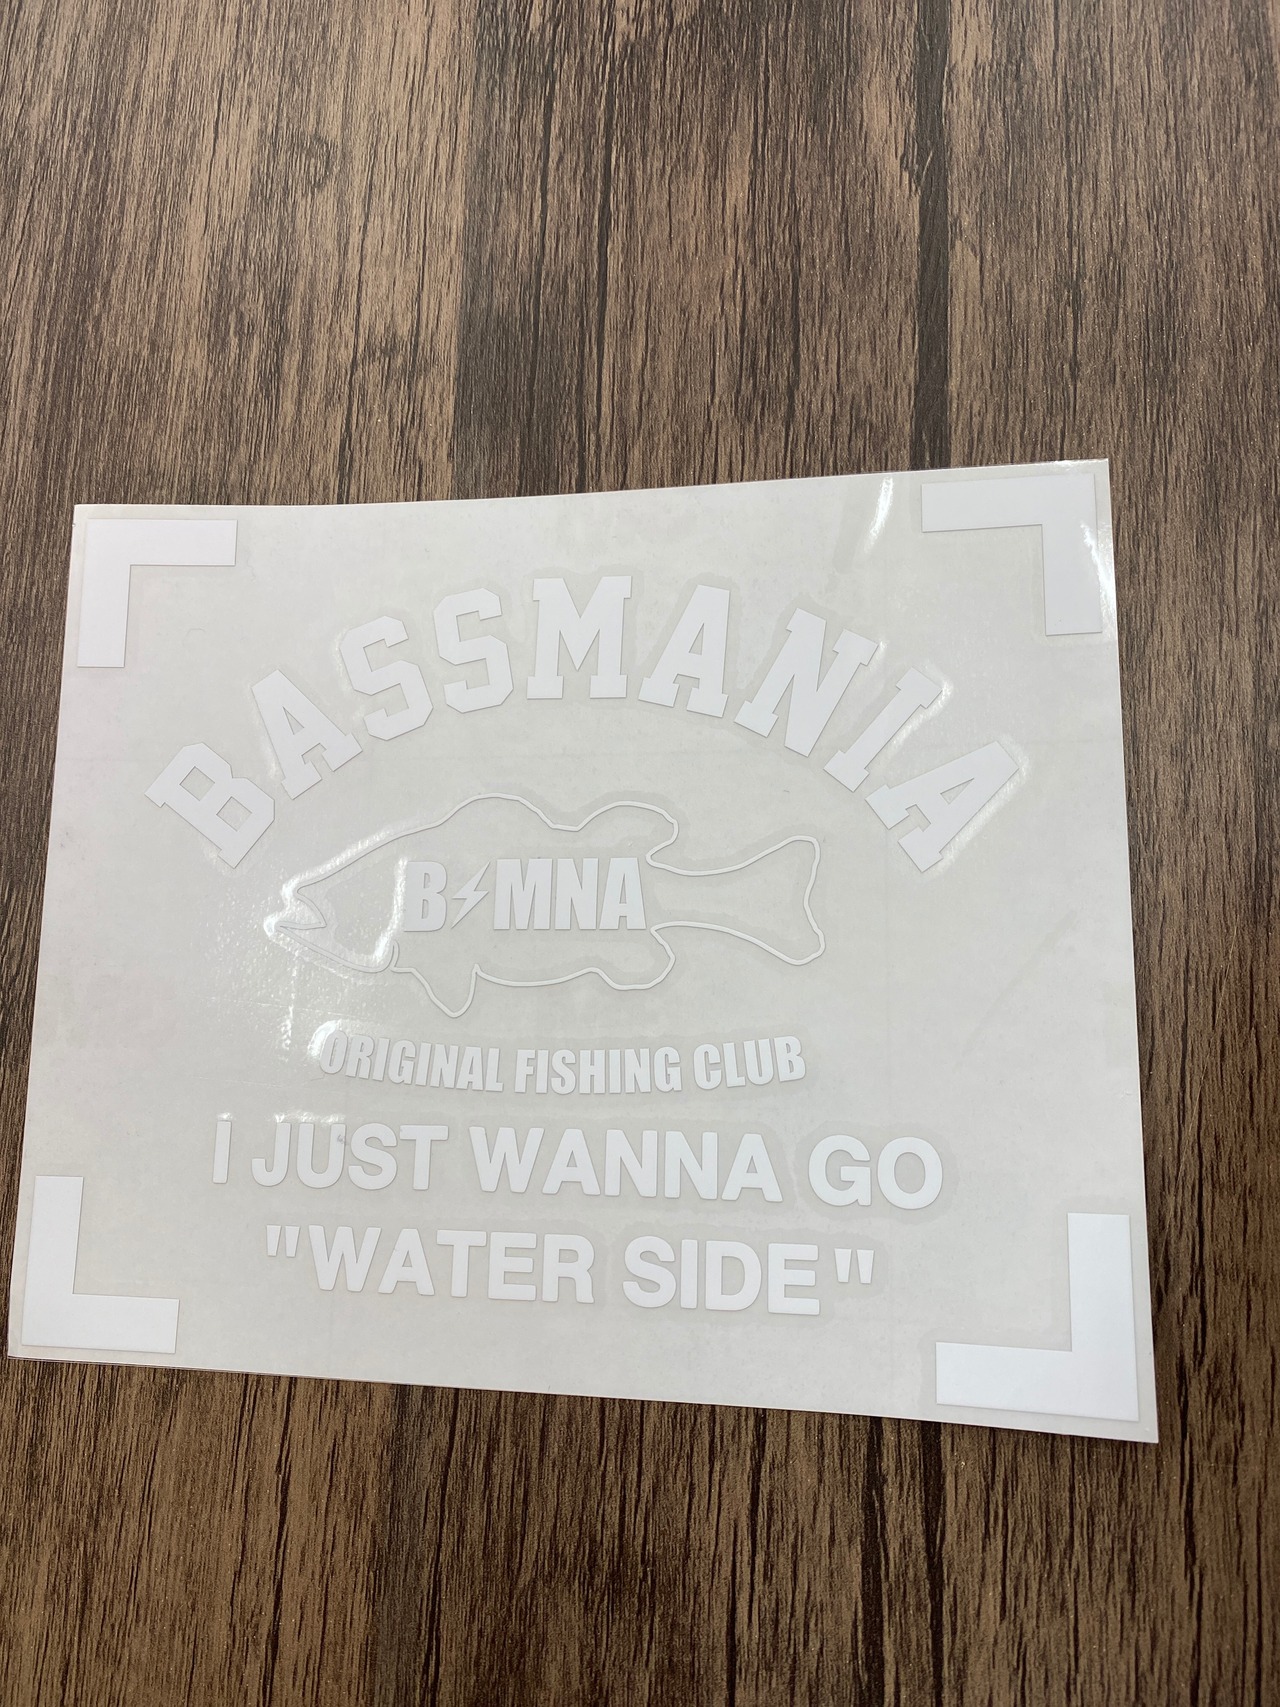 BASSMANIA
B⚡MNA
ORIGINAL FISHING CLUB
I JUST WANNA GO
"WATER SIDE"